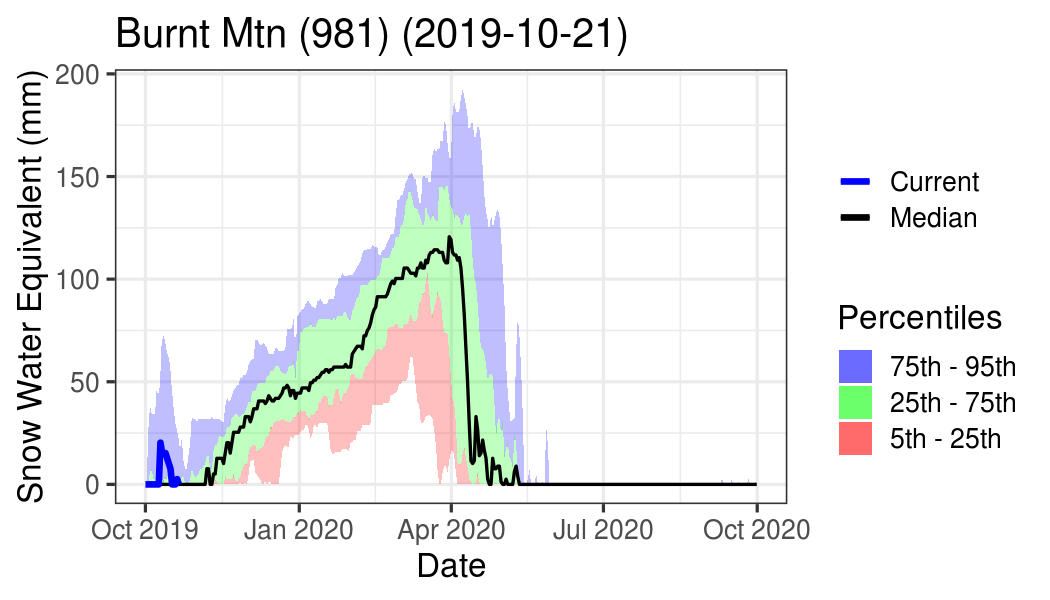 Burnt Mtn (981) (2019-10-21)
Snow Water Equivalent (mm)
200
150
100
50
0
Oct 2019
Jan 2020
Apr 2020
Jul 2020
Oct 2020
Date
Current
Median
Percentiles
75th - 95th
25th - 75th
5th - 25th